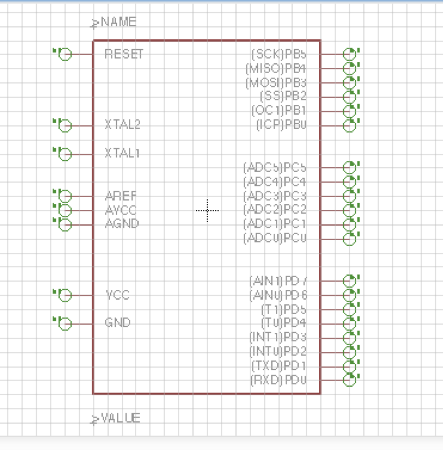 >NAME
RESET
XTAL2
XTAL1
AREF
AVCC
AGND
VCC
GND
(SCK)PB5
(MISO)PB4
(MOSI)PB3
(SS)PB2
(OC1)PB1
(ICP)PB0
(ADC5)PC5
(ADC4)PC4
(ADC3)PC3
(ADC2)PC2
(ADC1)PC1
(ADC0)PC0
(AIN1)PD7
(AIN0)PD6
(T1)PD5
(T0)PD4
(INT1)PD3
(INT0)PD2
(TXD)PD1
(RXD)PD0
>VALUE